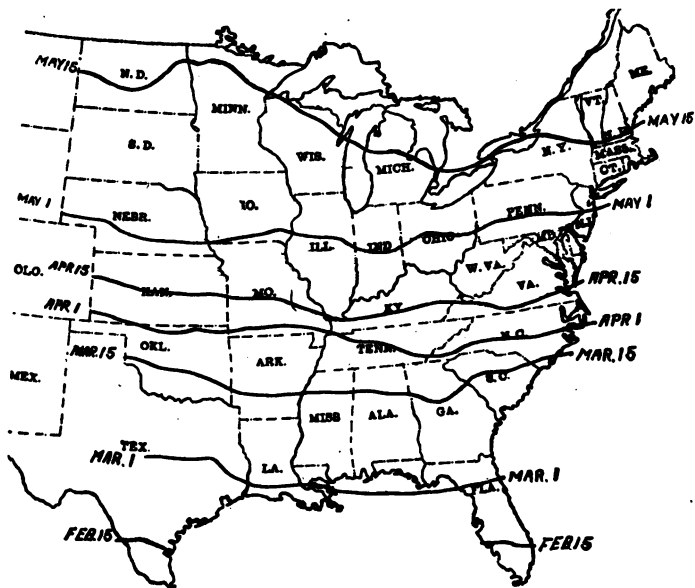 MAY 15
N.D.
MINN.
ME.
VT.
N.H.
MAY 15
S.D.
WIS.
MICH.
N.Y.
MASS.
CT.
MAY 1
NEBR.
IO.
ILL.
IND
OHIO
PENN.
MAY 1
N.J.
MD.
W.VA.
VA.
OLO.
APR 15
KAN.
MO.
KY
APR. 15
APR 1
TENN.
N.C.
APR 1
MAR. 15
OKL.
ARK.
S.C.
MAR. 15
MEX.
MISS
ALA.
GA.
TEX.
MAR. 1
LA.
FLA.
MAR. 1
FEB. 15
FEB 15